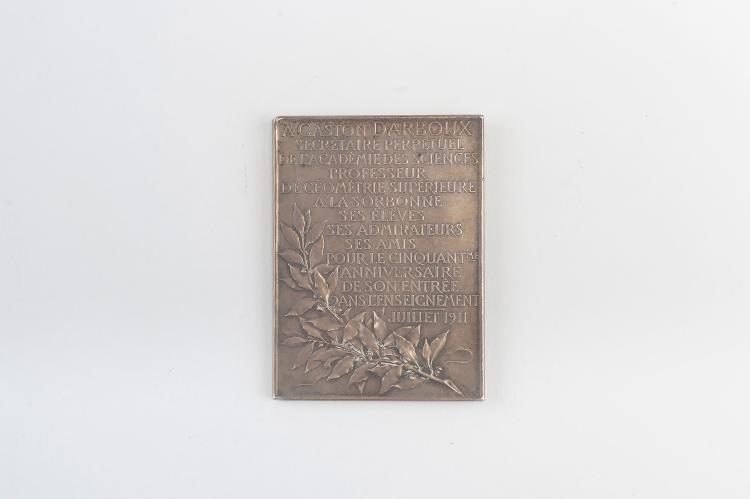 A GASTON DARBOUX
SECRÉTAIRE PERPÉTUEL
DE L'ACADÉMIE DES SCIENCES
PROFESSEUR
DE GÉOMÉTRIE SUPÉRIEURE
A LA SORBONNE
SES ÉLÈVES
SES ADMIRATEURS
SES AMIS
POUR LE CINQUANTME
ANNIVERSAIRE
DE SON ENTRÉE
DANS L'ENSEIGNEMENT
JUILLET 1911